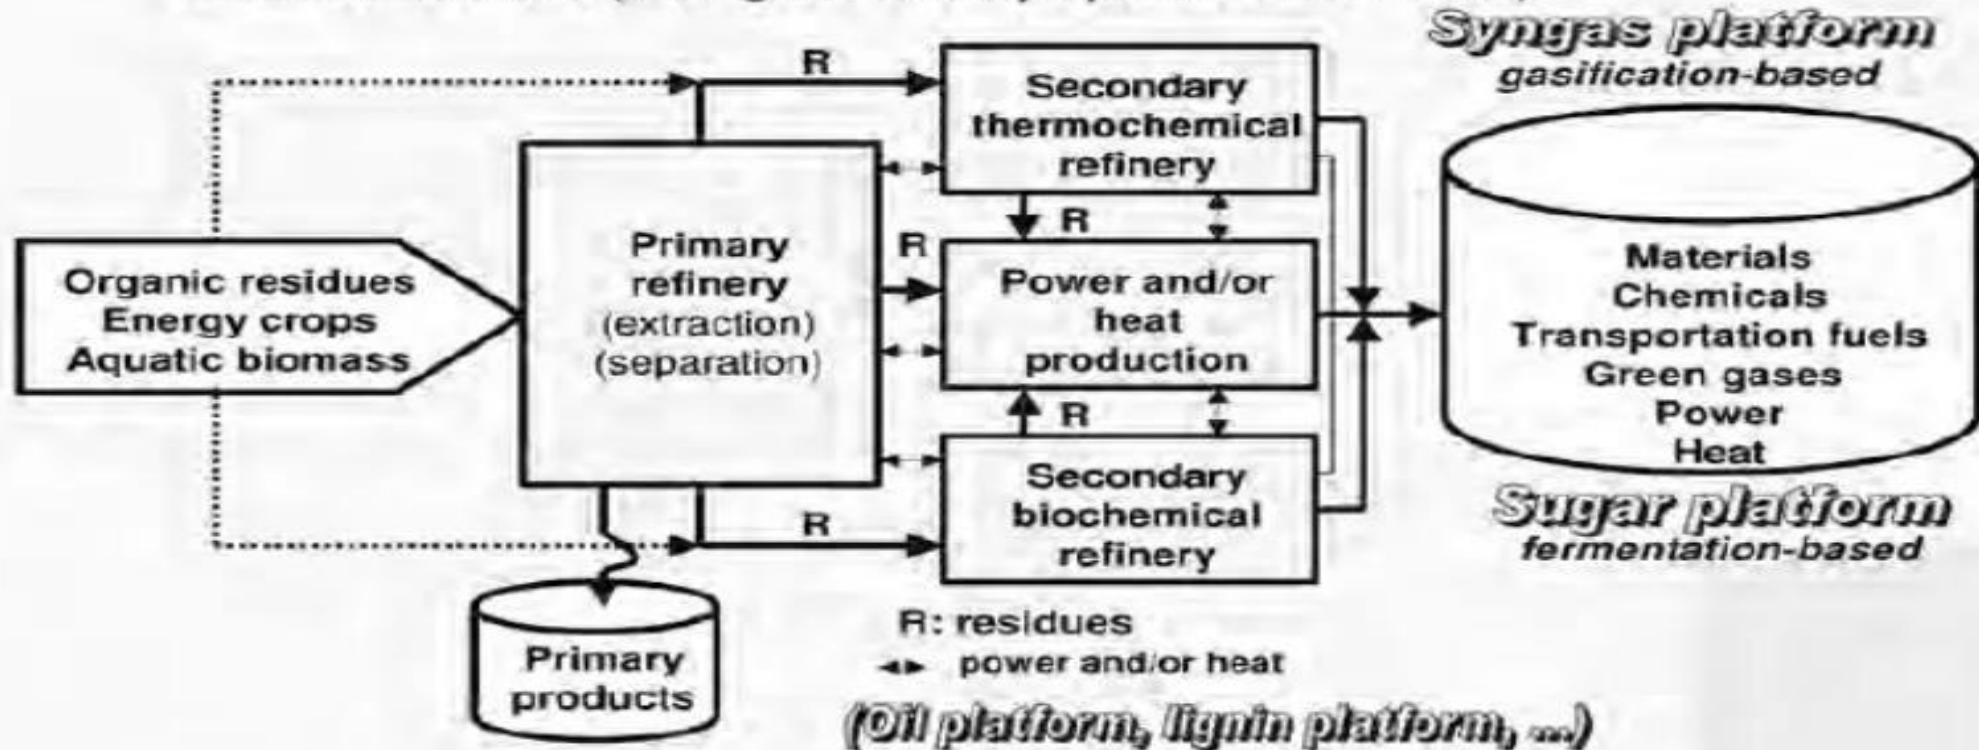 Syngas platform
gasification-based
R
Secondary
thermochemical
refinery
R
R
Organic residues
Energy crops
Aquatic biomass
Primary
refinery
(extraction)
(separation)
Power and/or
heat
production
Materials
Chemicals
Transportation fuels
Green gases
Power
Heat
R
R
Secondary
biochemical
refinery
Sugar platform
fermentation-based
Primary
products
R: residues
power and/or heat
(Oil platform, lignin platform, ...)